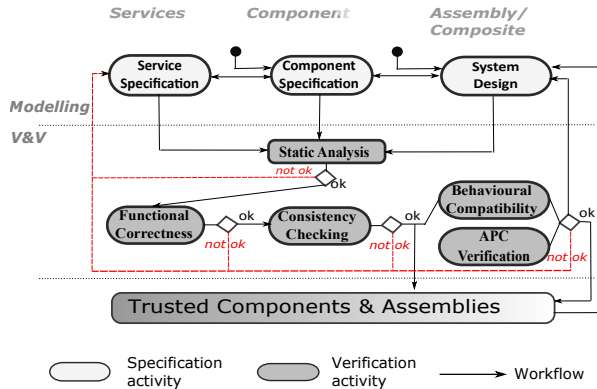 Services
Component
Assembly/
Composite
Service
Specification
Component
Specification
System
Design
Modelling
V&V
Static Analysis
not ok
ok
Functional
Correctness
ok
not ok
Consistency
Checking
ok
not ok
Behavioural
Compatibility
APC
Verification
ok
not ok
Trusted Components & Assemblies
Specification
activity
Verification
activity
Workflow